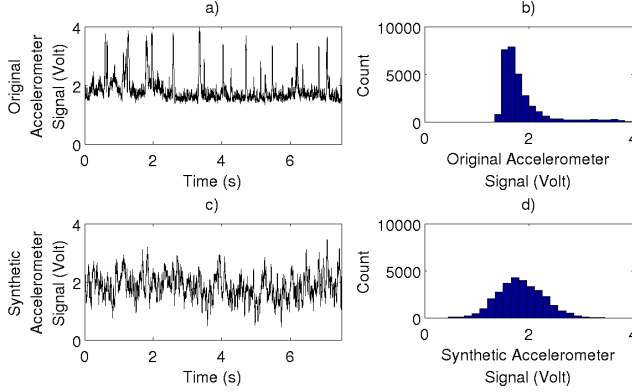 a)
Original
Accelerometer
Signal (Volt)
4
2
0
0 2 4 6
Time (s)
b)
Count
10000
5000
0
0 2 4
Original Accelerometer
Signal (Volt)
c)
Synthetic
Accelerometer
Signal (Volt)
4
2
0
0 2 4 6
Time (s)
d)
Count
10000
5000
0
0 2 4
Synthetic Accelerometer
Signal (Volt)